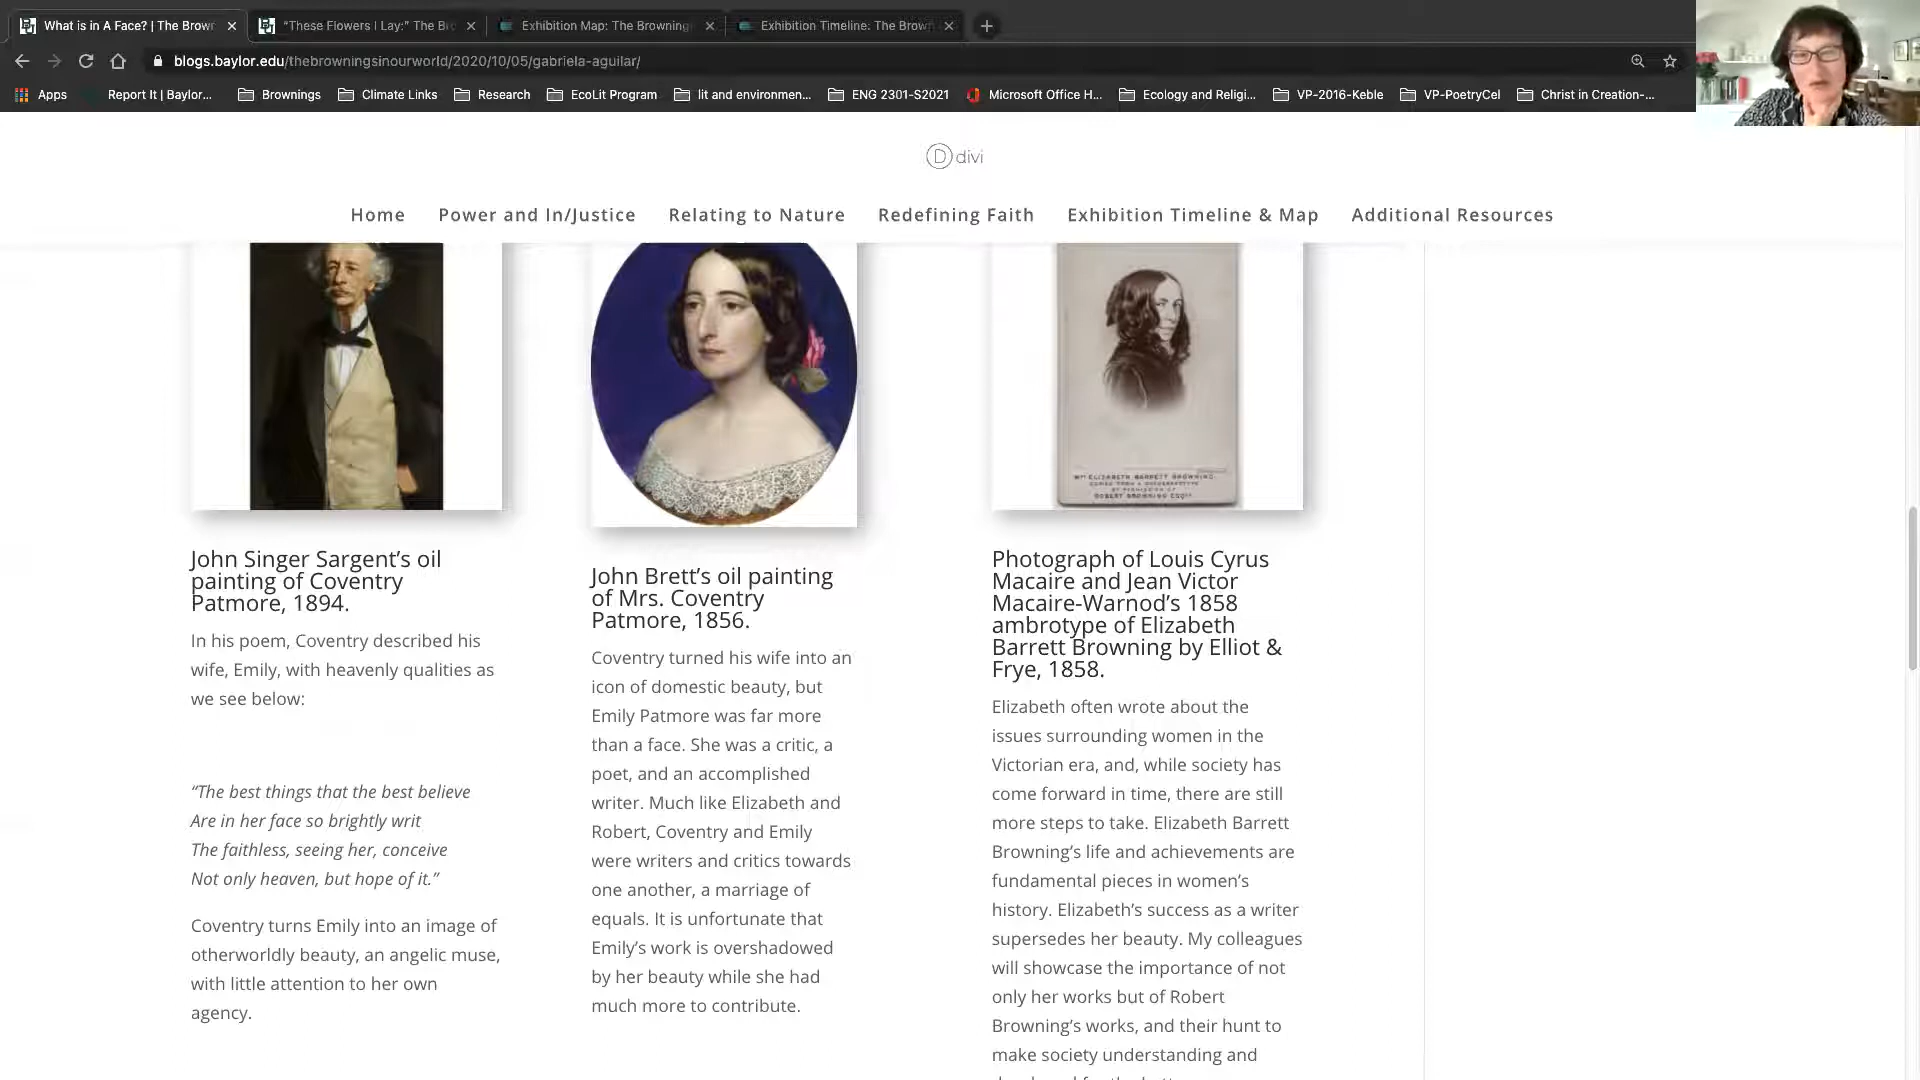 What is in A Face? | The Brow
"These Flowers I Lay:" The Br
Exhibition Map: The Browning
Exhibition Timeline: The Brow
blogs.baylor.edu/thebrowningsinourworld/2020/10/05/gabriela-aguilar/
Apps
Report It | Baylor...
Brownings
Climate Links
Research
EcoLit Program
lit and environmen...
ENG 2301-S2021
Microsoft Office H...
Ecology and Religi...
VP-2016-Keble
VP-PoetryCel
Christ in Creation-...
D divi
Home
Power and In/Justice
Relating to Nature
Redefining Faith
Exhibition Timeline & Map
Additional Resources
John Singer Sargent’s oil
painting of Coventry
Patmore, 1894.
In his poem, Coventry described his
wife, Emily, with heavenly qualities as
we see below:
“The best things that the best believe
Are in her face so brightly writ
The faithless, seeing her, conceive
Not only heaven, but hope of it.”
Coventry turns Emily into an image of
otherworldly beauty, an angelic muse,
with little attention to her own
agency.
John Brett’s oil painting
of Mrs. Coventry
Patmore, 1856.
Coventry turned his wife into an
icon of domestic beauty, but
Emily Patmore was far more
than a face. She was a critic, a
poet, and an accomplished
writer. Much like Elizabeth and
Robert, Coventry and Emily
were writers and critics towards
one another, a marriage of
equals. It is unfortunate that
Emily’s work is overshadowed
by her beauty while she had
much more to contribute.
ELIZABETH BARRETT BROWNING.
ROBERT BROWNING ESQ
Photograph of Louis Cyrus
Macaire and Jean Victor
Macaire-Warnod’s 1858
ambrotype of Elizabeth
Barrett Browning by Elliot &
Frye, 1858.
Elizabeth often wrote about the
issues surrounding women in the
Victorian era, and, while society has
come forward in time, there are still
more steps to take. Elizabeth Barrett
Browning’s life and achievements are
fundamental pieces in women’s
history. Elizabeth’s success as a writer
supersedes her beauty. My colleagues
will showcase the importance of not
only her works but of Robert
Browning’s works, and their hunt to
make society understanding and